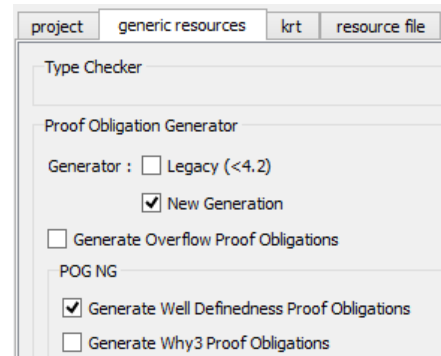 project generic resources krt resource file
Type Checker
Proof Obligation Generator
Generator : Legacy (<4.2)
New Generation
Generate Overflow Proof Obligations
POG NG
Generate Well Definedness Proof Obligations
Generate Why3 Proof Obligations